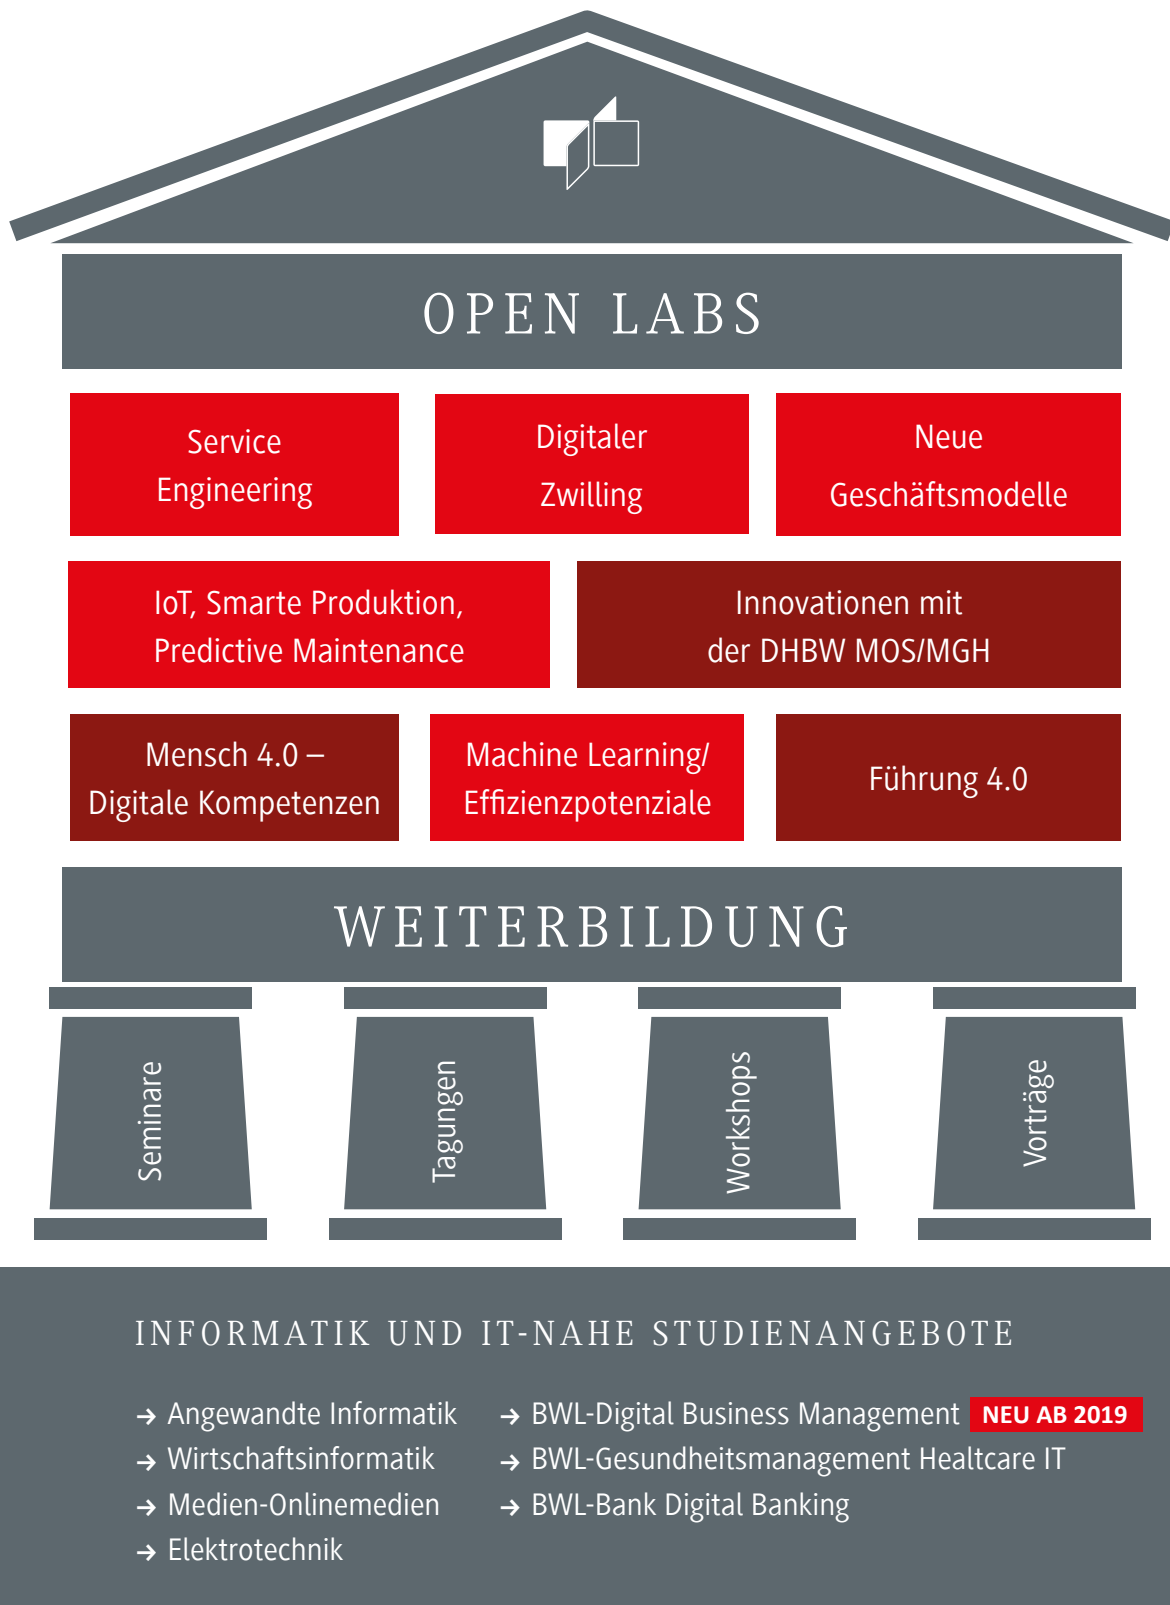 OPEN LABS
Service
Engineering
Digitaler
Zwilling
Neue
Geschäftsmodelle
IoT, Smarte Produktion,
Predictive Maintenance
Innovationen mit
der DHBW MOS/MGH
Mensch 4.0 –
Digitale Kompetenzen
Machine Learning/
Effizienzpotenziale
Führung 4.0
WEITERBILDUNG
Seminare
Tagungen
Workshops
Vorträge
INFORMATIK UND IT-NAHE STUDIENANGEBOTE
→ Angewandte Informatik
→ Wirtschaftsinformatik
→ Medien-Onlinemedien
→ Elektrotechnik
→ BWL-Digital Business Management NEU AB 2019
→ BWL-Gesundheitsmanagement Healtcare IT
→ BWL-Bank Digital Banking